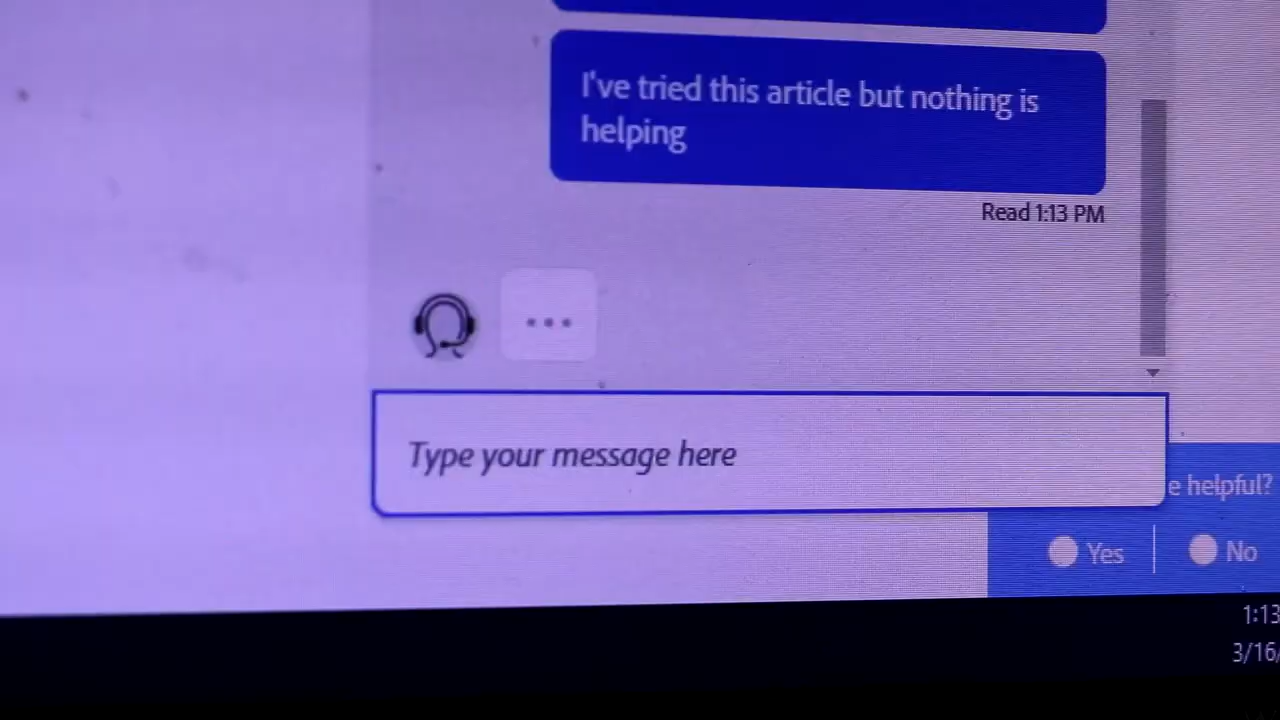 I've tried this article but nothing is
helping
Read 1:13 PM
Type your message here
e helpful?
Yes
No
1:13
3/16/